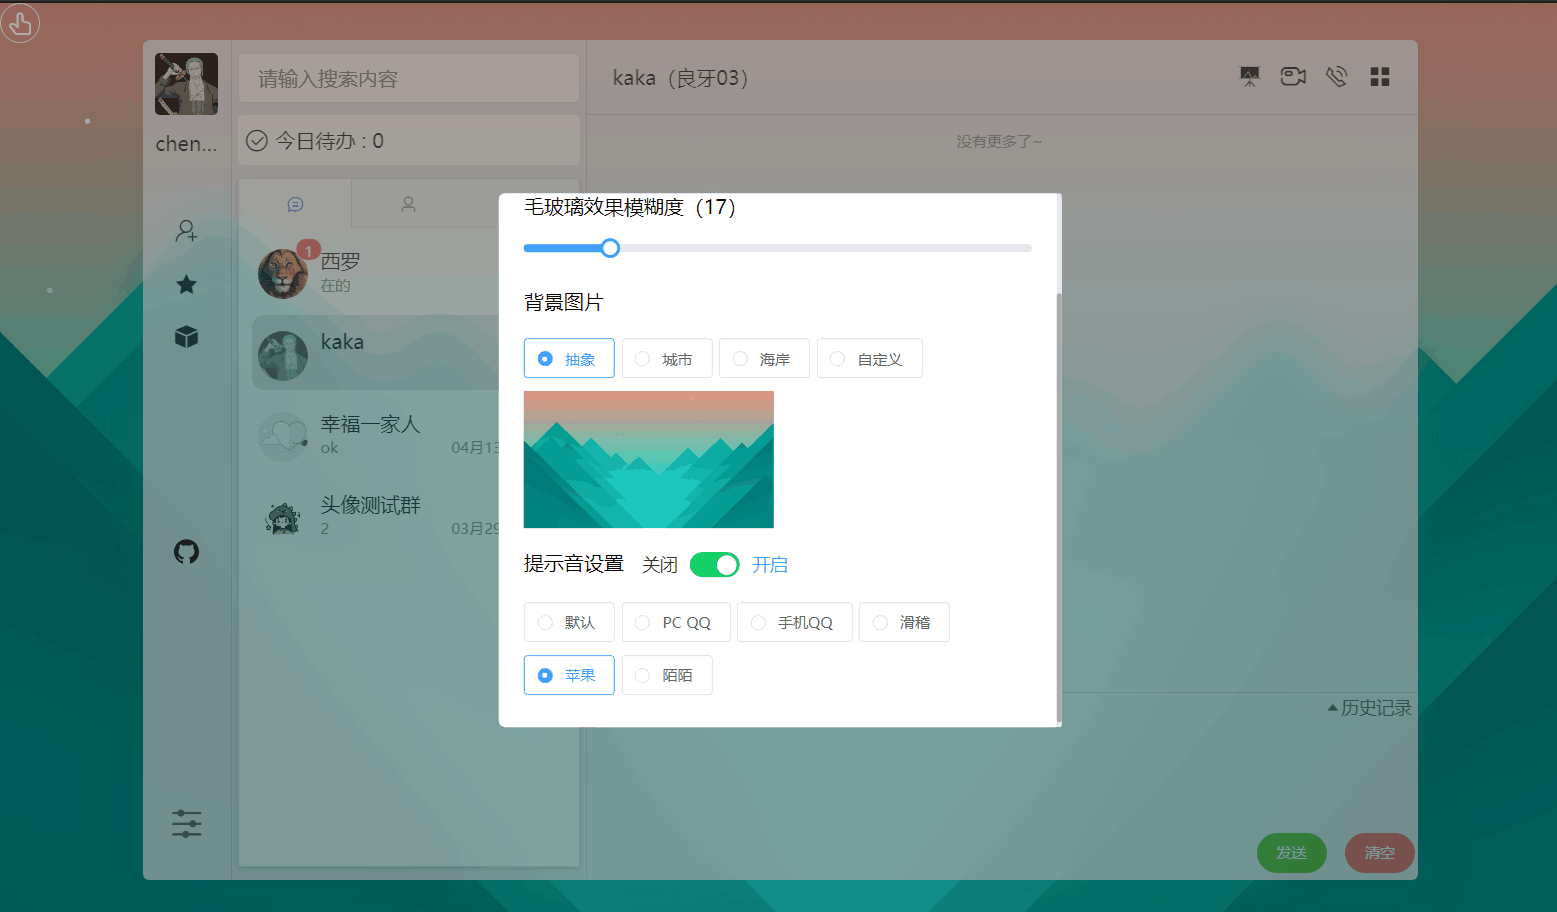 chen...
请输入搜索内容
今日待办 : 0
1
西罗
在的
kaka
幸福一家人
ok
04月13
头像测试群
2
03月29
kaka（良牙03）
没有更多了~
毛玻璃效果模糊度（17）
背景图片
抽象 城市 海岸 自定义
提示音设置 关闭 开启
默认 PC QQ 手机QQ 滑稽
苹果 陌陌
历史记录
发送 清空